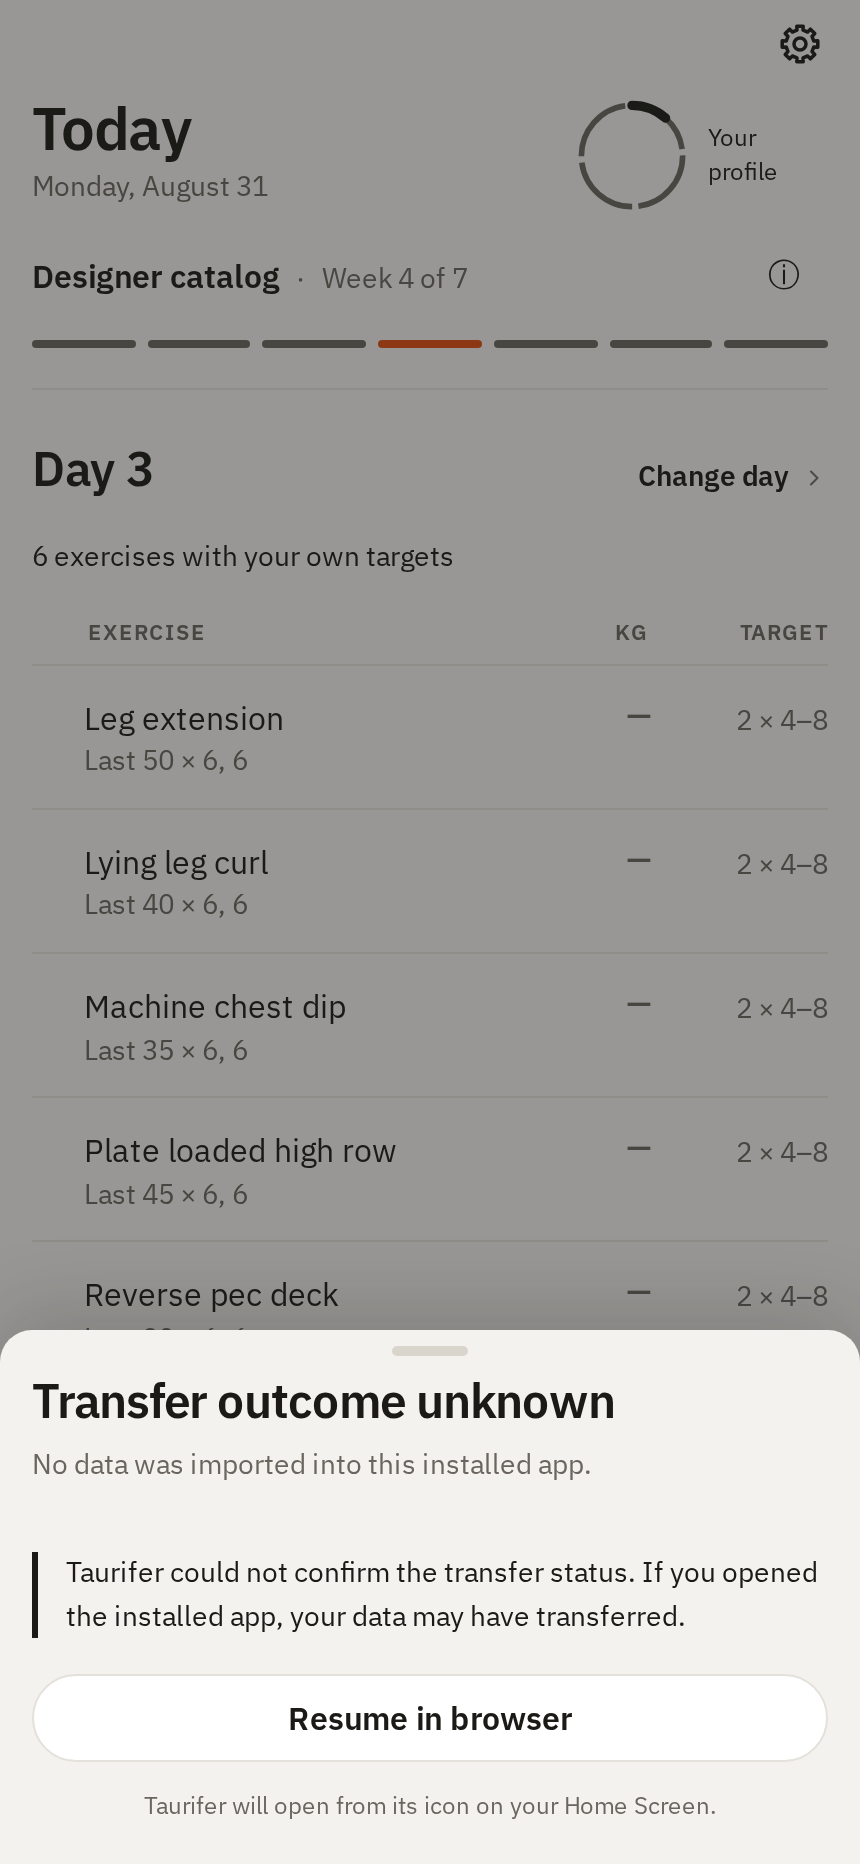 Today
Monday, August 31
Your
profile
Designer catalog · Week 4 of 7
Day 3
Change day
6 exercises with your own targets
EXERCISE KG TARGET
Leg extension — 2 × 4–8
Last 50 × 6, 6
Lying leg curl — 2 × 4–8
Last 40 × 6, 6
Machine chest dip — 2 × 4–8
Last 35 × 6, 6
Plate loaded high row — 2 × 4–8
Last 45 × 6, 6
Reverse pec deck — 2 × 4–8
Transfer outcome unknown
No data was imported into this installed app.
Taurifer could not confirm the transfer status. If you opened
the installed app, your data may have transferred.
Resume in browser
Taurifer will open from its icon on your Home Screen.